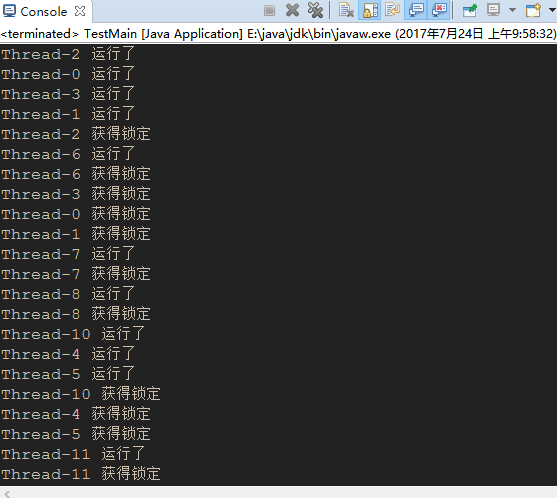 Console
<terminated> TestMain [Java Application] E:\java\jdk\bin\javaw.exe (2017年7月24日 上午9:58:32)
Thread-2 运行了
Thread-0 运行了
Thread-3 运行了
Thread-1 运行了
Thread-2 获得锁定
Thread-6 运行了
Thread-6 获得锁定
Thread-3 获得锁定
Thread-0 获得锁定
Thread-1 获得锁定
Thread-7 运行了
Thread-7 获得锁定
Thread-8 运行了
Thread-8 获得锁定
Thread-10 运行了
Thread-4 运行了
Thread-5 运行了
Thread-10 获得锁定
Thread-4 获得锁定
Thread-5 获得锁定
Thread-11 运行了
Thread-11 获得锁定